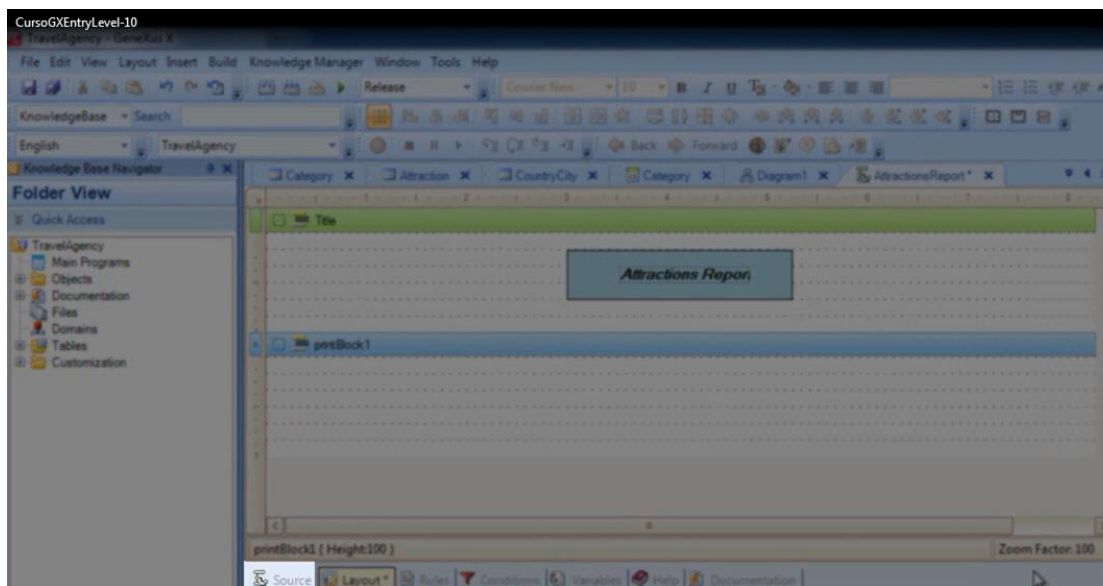 CursoGXEntryLevel-10
TravelAgency - GeneXus X
File Edit View Layout Insert Build Knowledge Manager Window Tools Help
Release Courier New 10 B I U
KnowledgeBase Search
English TravelAgency Back Forward
Knowledge Base Navigator
Category Attraction CountryCity Category Diagram1 AttractionsReport*
Folder View
Quick Access
Title
TravelAgency
Main Programs
Objects
Documentation
Files
Domains
Tables
Customization
Attractions Repor
printBlock1
printBlock1 ( Height:100 ) Zoom Factor: 100
Source Layout* Rules Conditions Variables Help Documentation